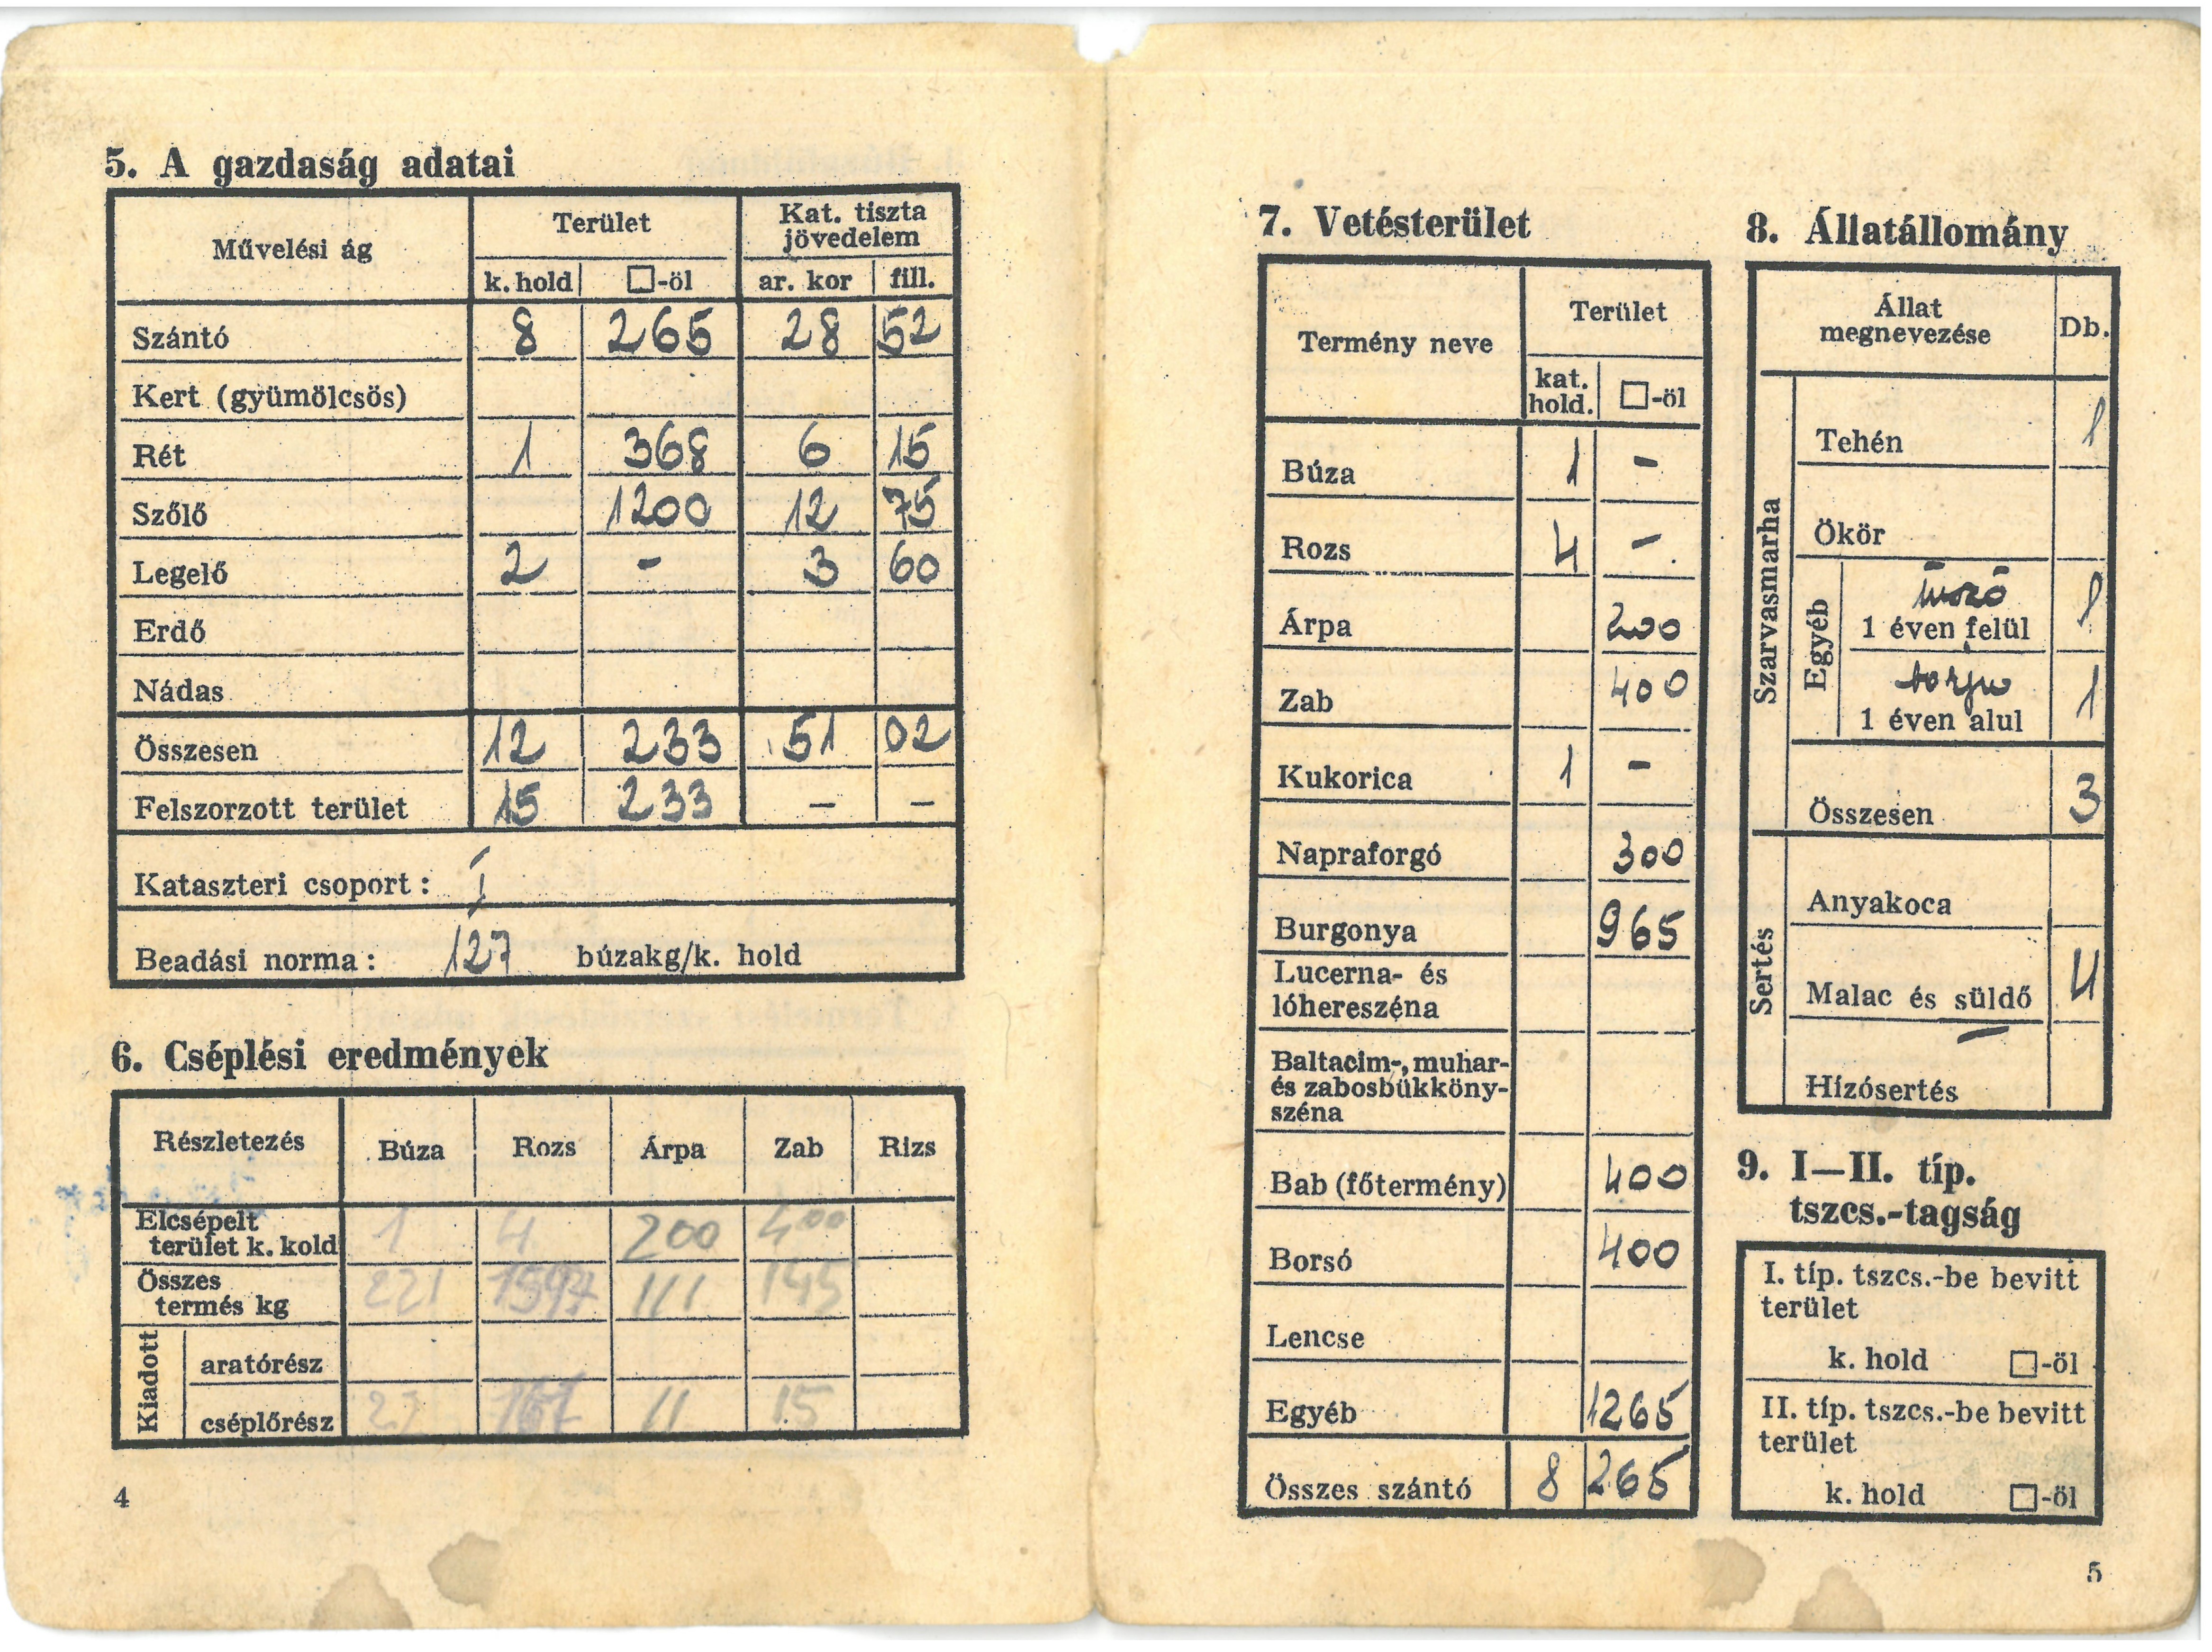 5. A gazdaság adatai
Művelési ág Terület Kat. tiszta jövedelem
k. hold □-öl ar. kor fill.
Szántó 8 265 28 52
Kert (gyümölcsös)
Rét 1 368 6 15
Szőlő 1200 12 75
Legelő 2 - 3 60
Erdő
Nádas
Összesen 12 233 51 02
Felszorzott terület 15 233 - -
Kataszteri csoport: I
Beadási norma: 127 búzakg/k. hold
6. Cséplési eredmények
Részletezés Búza Rozs Árpa Zab Rizs
Elcsépelt
terület k. kold 1 4 200 400
Összes
termés kg 221 1597 111 145
Kiadott
aratórész
cséplőrész 167 11 15
4
7. Vetésterület
Termény neve Terület
kat. hold. □-öl
Búza 1 -
Rozs 4 -
Árpa 200
Zab 400
Kukorica 1 -
Napraforgó 300
Burgonya 965
Lucerna- és
lóhereszéna
Baltacim-, muhar-
és zabosbükköny-
széna
Bab (főtermény) 400
Borsó 400
Lencse
Egyéb 1265
Összes szántó 8 265
8. Állatállomány
Állat
megnevezése Db.
Szarvasmarha
Tehén 1
Ökör
Egyéb
üsző
1 éven felül 1
borju
1 éven alul 1
Összesen 3
Sertés
Anyakoca
Malac és süldő 4
Hízósertés
9. I—II. típ.
tszcs.-tagság
I. típ. tszcs.-be bevitt
terület
k. hold □-öl
II. típ. tszcs.-be bevitt
terület
k. hold □-öl
5